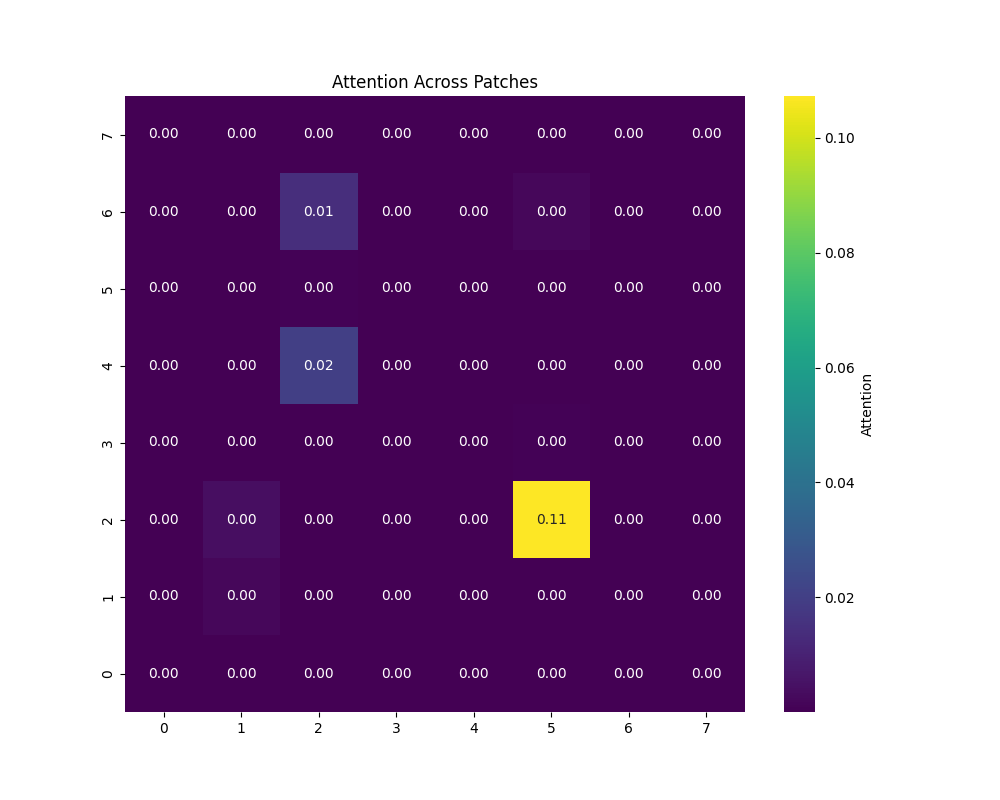 Attention Across Patches
7 0.00 0.00 0.00 0.00 0.00 0.00 0.00 0.00
6 0.00 0.00 0.01 0.00 0.00 0.00 0.00 0.00
5 0.00 0.00 0.00 0.00 0.00 0.00 0.00 0.00
4 0.00 0.00 0.02 0.00 0.00 0.00 0.00 0.00
3 0.00 0.00 0.00 0.00 0.00 0.00 0.00 0.00
2 0.00 0.00 0.00 0.00 0.00 0.11 0.00 0.00
1 0.00 0.00 0.00 0.00 0.00 0.00 0.00 0.00
0 0.00 0.00 0.00 0.00 0.00 0.00 0.00 0.00
0 1 2 3 4 5 6 7
0.10
0.08
0.06
0.04
0.02
Attention